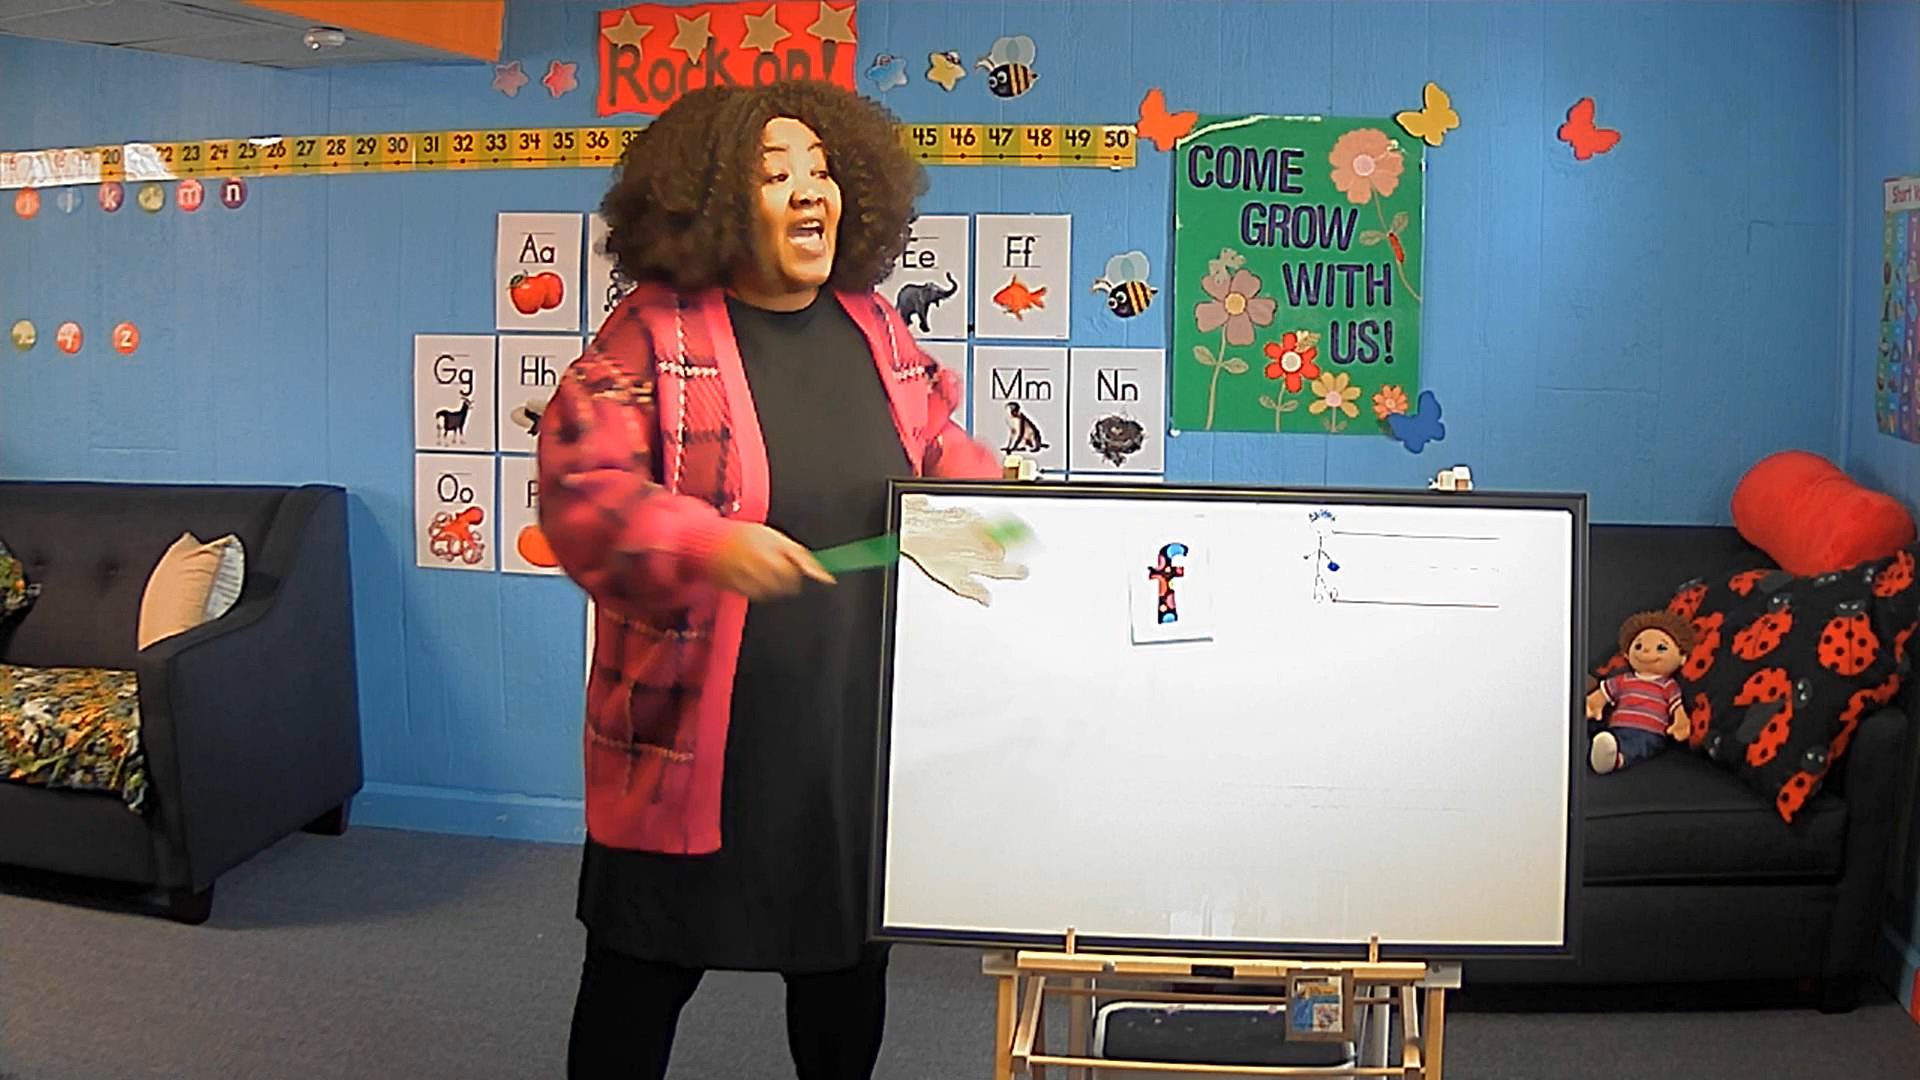 Rock on!
20 22 23 24 25 26 27 28 29 30 31 32 33 34 35 36 45 46 47 48 49 50
k m n
z
Aa Ee Ff
Gg Hh Mm Nn
Oo P
COME
GROW
WITH
US!
f